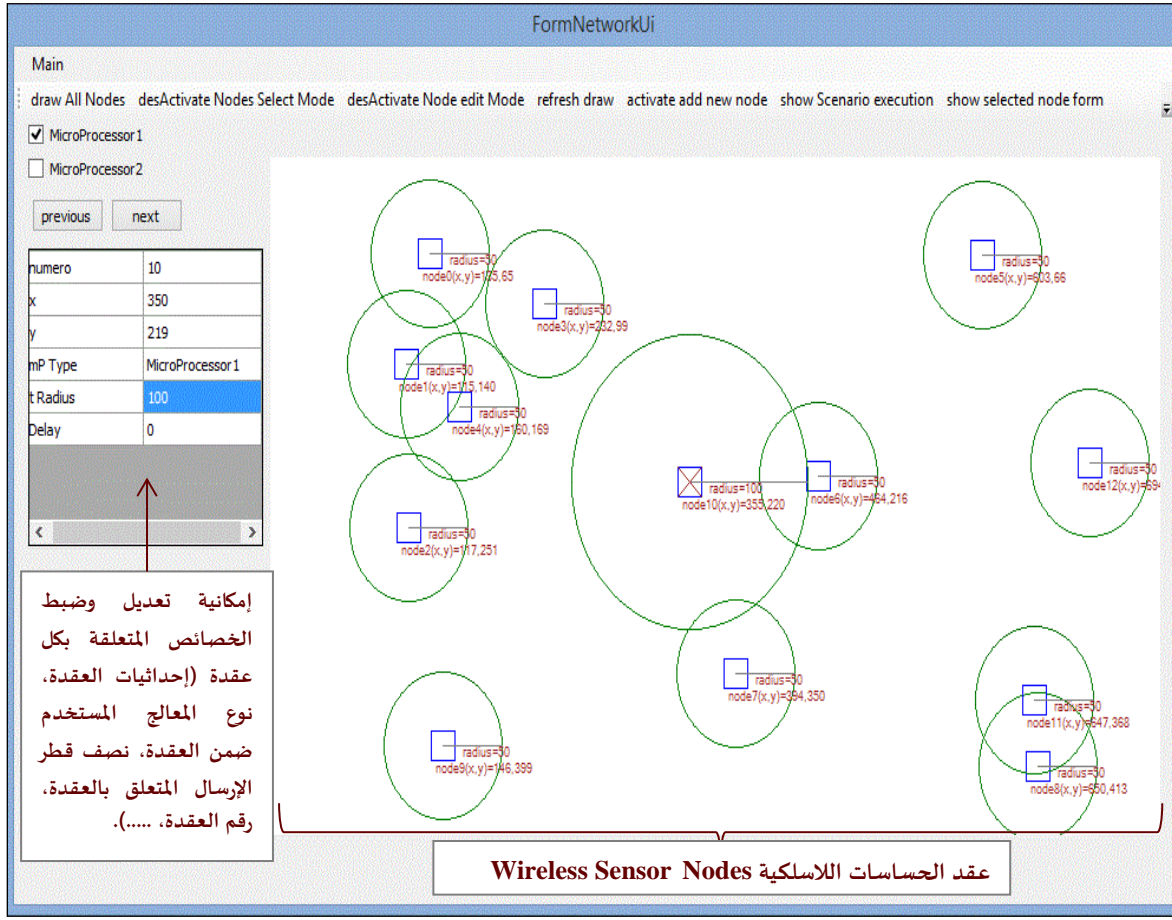 FormNetworkUi
Main
draw All Nodes desActivate Nodes Select Mode desActivate Node edit Mode refresh draw activate add new node show Scenario execution show selected node form
MicroProcessor1
MicroProcessor2
previous next
numero 10
x 350
y 219
mP Type MicroProcessor1
t Radius 100
Delay 0
إمكانية تعديل وضبط
الخصائص المتعلقة بكل
عقدة (إحداثيات العقدة،
نوع المعالج المستخدم
ضمن العقدة، نصف قطر
الإرسال المتعلق بالعقدة،
رقم العقدة، .....).
radius=50
node0(x,y)=135,65
radius=50
node3(x,y)=232,99
radius=50
node5(x,y)=603,66
radius=50
node1(x,y)=115,140
radius=50
node4(x,y)=160,169
radius=100
node10(x,y)=355,220
radius=50
node6(x,y)=464,216
radius=50
node12(x,y)=694
radius=50
node2(x,y)=117,251
radius=50
node7(x,y)=394,350
radius=50
node11(x,y)=647,368
radius=50
node9(x,y)=146,399
radius=50
node8(x,y)=650,413
عقد الحساسات اللاسلكية Wireless Sensor Nodes